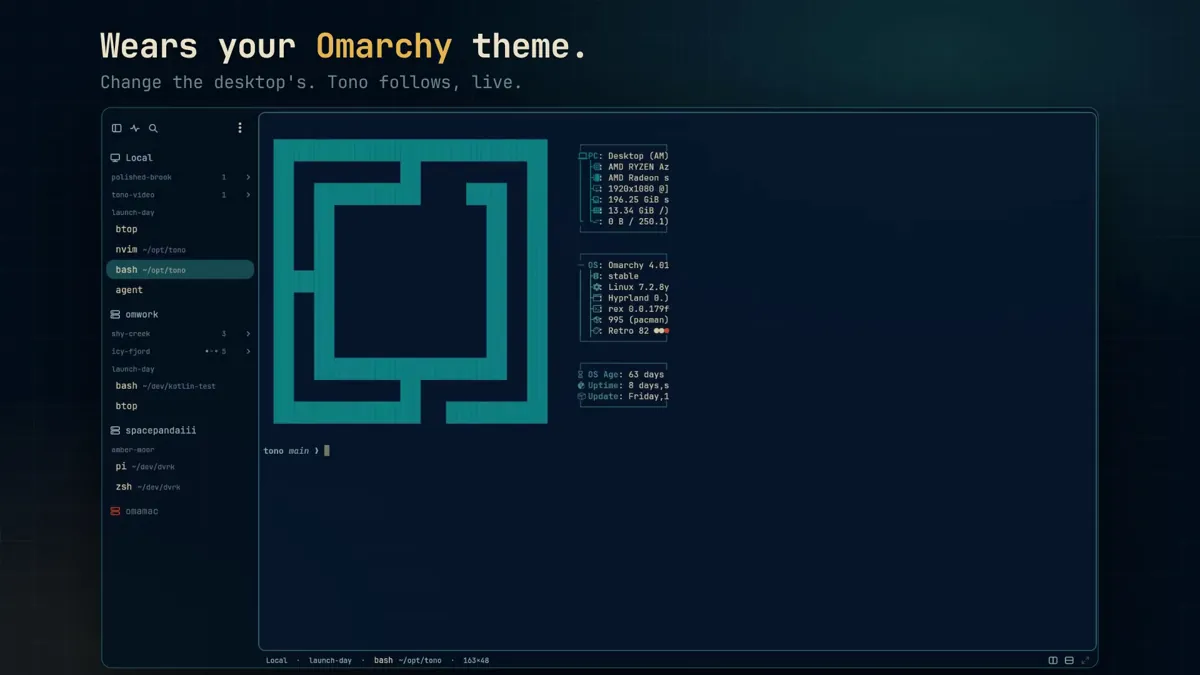 Wears your Omarchy theme.
Change the desktop's. Tono follows, live.
Local
polished-brook 1
tono-video 1
launch-day
btop
nvim ~/opt/tono
bash ~/opt/tono
agent
omwork
shy-creek 3
icy-fjord 5
launch-day
bash ~/dev/kotlin-test
btop
spacepandaiii
amber-moor
pi ~/dev/dvrk
zsh ~/dev/dvrk
omamac
PC: Desktop (AM)
: AMD RYZEN Az
: AMD Radeon s
: 1920x1080 @]
: 196.25 GiB s
: 13.34 GiB /)
: 0 B / 250.1)
OS: Omarchy 4.01
: stable
: Linux 7.2.8y
: Hyprland 0.)
: rex 0.0.179f
: 995 (pacman)
: Retro 82
OS Age: 63 days
Uptime: 8 days,s
Update: Friday,1
tono main ❯
Local · launch-day · bash ~/opt/tono · 163×48